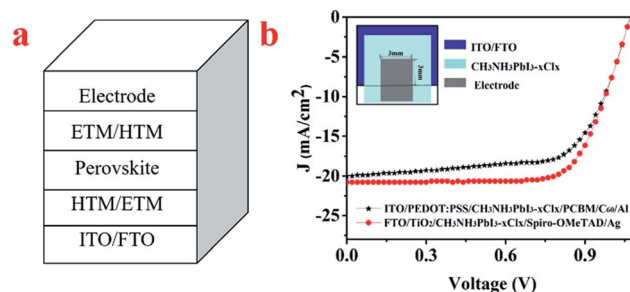 a
Electrode
ETM/HTM
Perovskite
HTM/ETM
ITO/FTO
b
J (mA/cm²)
0
-5
-10
-15
-20
-25
3mm
3mm
ITO/FTO
CH3NH3PbI3-xClx
Electrode
ITO/PEDOT:PSS/CH3NH3PbI3-xClx/PCBM/C60/Al
FTO/TiO2/CH3NH3PbI3-xClx/Spiro-OMeTAD/Ag
0.0
0.3
0.6
0.9
Voltage (V)